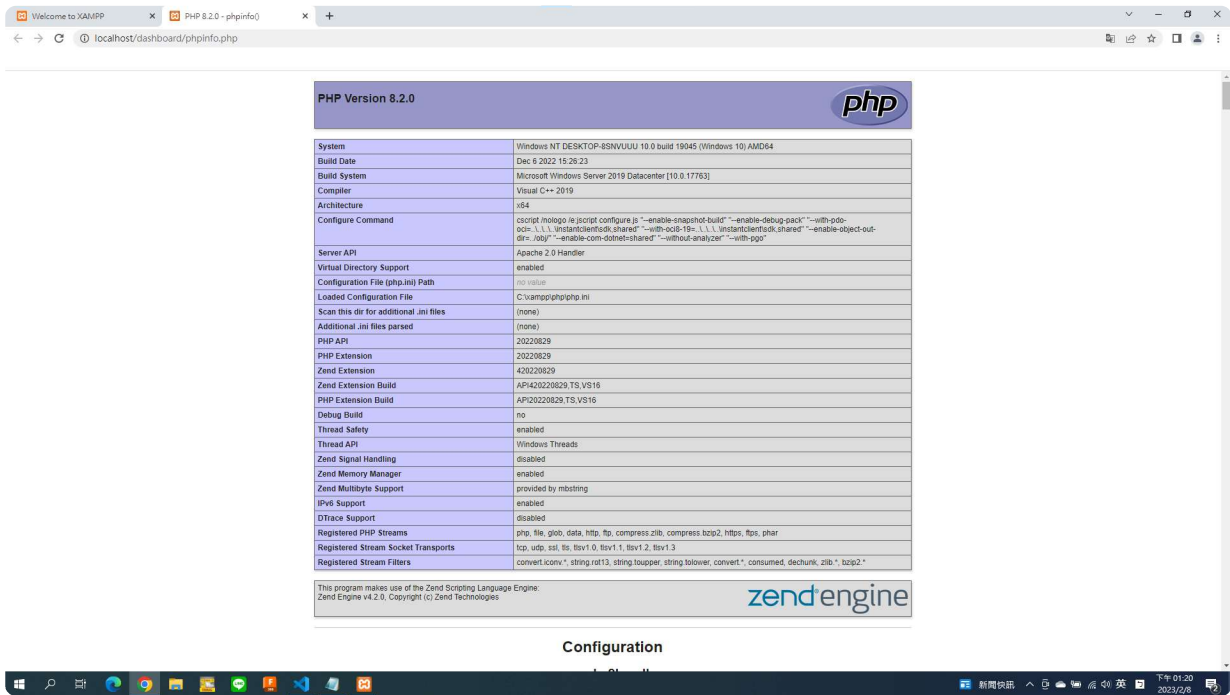 Welcome to XAMPP
PHP 8.2.0 - phpinfo()
localhost/dashboard/phpinfo.php
PHP Version 8.2.0
php
System Windows NT DESKTOP-8SNVUUU 10.0 build 19045 (Windows 10) AMD64
Build Date Dec 6 2022 15:26:23
Build System Microsoft Windows Server 2019 Datacenter [10.0.17763]
Compiler Visual C++ 2019
Architecture x64
Configure Command cscript /nologo /e:jscript configure.js "--enable-snapshot-build" "--enable-debug-pack" "--with-pdo-
oci=..\..\..\..\instantclient\sdk,shared" "--with-oci8-19=..\..\..\..\instantclient\sdk,shared" "--enable-object-out-
dir=../obj/" "--enable-com-dotnet=shared" "--without-analyzer" "--with-pgo"
Server API Apache 2.0 Handler
Virtual Directory Support enabled
Configuration File (php.ini) Path no value
Loaded Configuration File C:\xampp\php\php.ini
Scan this dir for additional .ini files (none)
Additional .ini files parsed (none)
PHP API 20220829
PHP Extension 20220829
Zend Extension 420220829
Zend Extension Build API420220829,TS,VS16
PHP Extension Build API20220829,TS,VS16
Debug Build no
Thread Safety enabled
Thread API Windows Threads
Zend Signal Handling disabled
Zend Memory Manager enabled
Zend Multibyte Support provided by mbstring
IPv6 Support enabled
DTrace Support disabled
Registered PHP Streams php, file, glob, data, http, ftp, compress.zlib, compress.bzip2, https, ftps, phar
Registered Stream Socket Transports tcp, udp, ssl, tls, tlsv1.0, tlsv1.1, tlsv1.2, tlsv1.3
Registered Stream Filters convert.iconv.*, string.rot13, string.toupper, string.tolower, convert.*, consumed, dechunk, zlib.*, bzip2.*
This program makes use of the Zend Scripting Language Engine:
Zend Engine v4.2.0, Copyright (c) Zend Technologies
zend engine
Configuration
新聞快訊
英
下午 01:20
2023/2/8